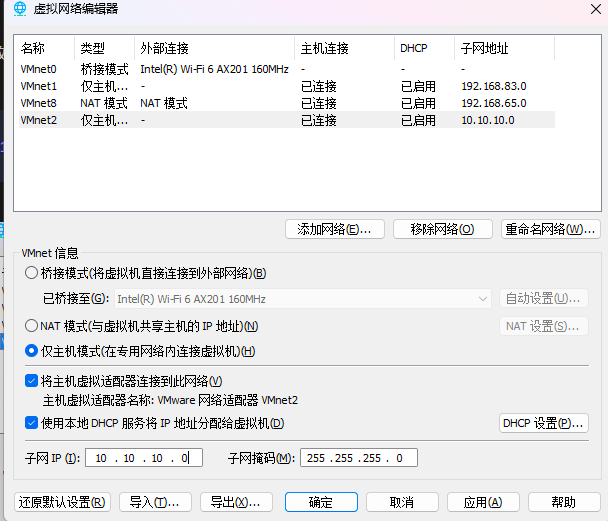 虚拟网络编辑器
名称 类型 外部连接 主机连接 DHCP 子网地址
VMnet0 桥接模式 Intel(R) Wi-Fi 6 AX201 160MHz - - -
VMnet1 仅主机... - 已连接 已启用 192.168.83.0
VMnet8 NAT 模式 NAT 模式 已连接 已启用 192.168.65.0
VMnet2 仅主机... - 已连接 已启用 10.10.10.0
添加网络(E)... 移除网络(O) 重命名网络(W)...
VMnet 信息
桥接模式(将虚拟机直接连接到外部网络)(B)
已桥接至(G): Intel(R) Wi-Fi 6 AX201 160MHz 自动设置(U)...
NAT 模式(与虚拟机共享主机的 IP 地址)(N) NAT 设置(S)...
仅主机模式(在专用网络内连接虚拟机)(H)
将主机虚拟适配器连接到此网络(V)
主机虚拟适配器名称: VMware 网络适配器 VMnet2
使用本地 DHCP 服务将 IP 地址分配给虚拟机(D) DHCP 设置(P)...
子网 IP (I): 10 . 10 . 10 . 0 子网掩码(M): 255 . 255 . 255 . 0
还原默认设置(R) 导入(T)... 导出(X)... 确定 取消 应用(A) 帮助